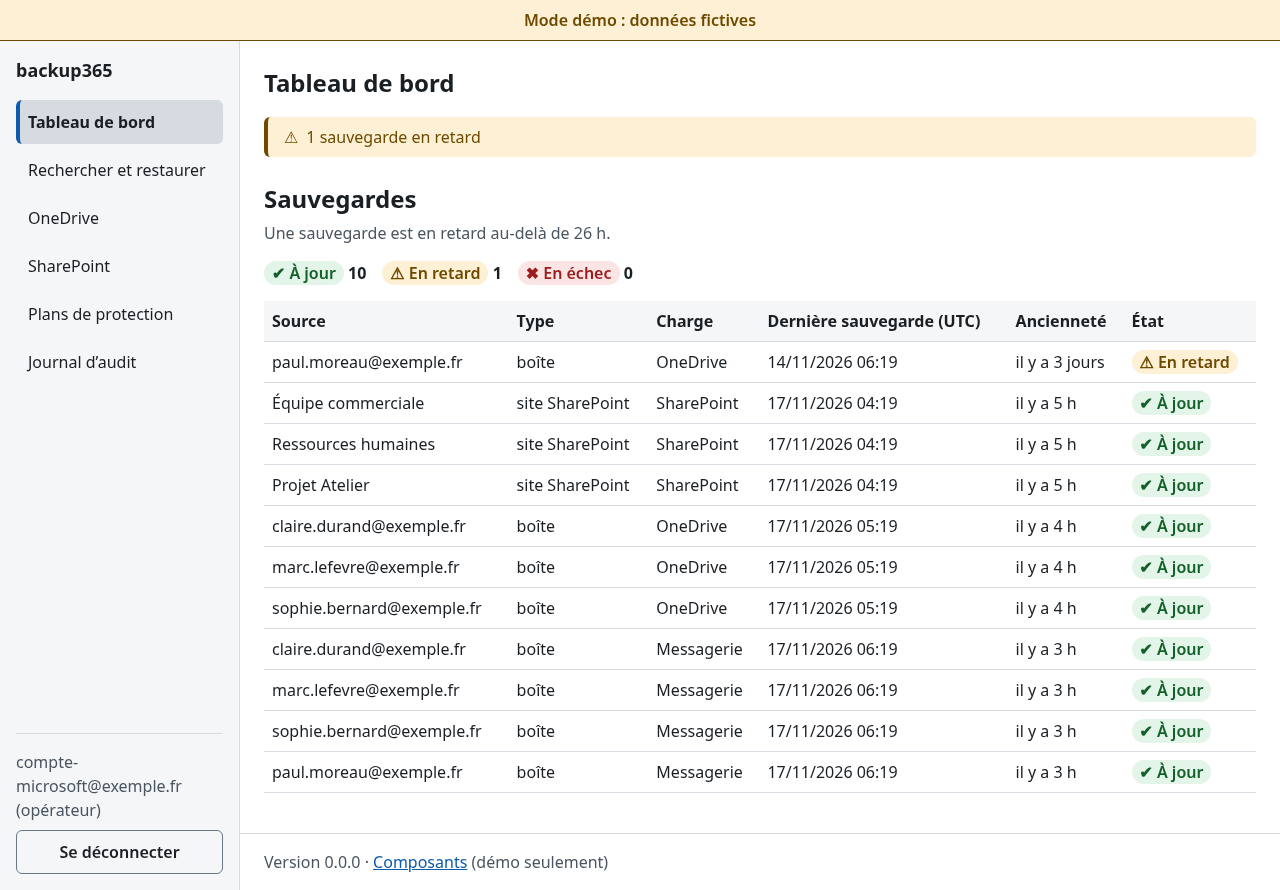 Mode démo : données fictives
backup365
Tableau de bord
Rechercher et restaurer
OneDrive
SharePoint
Plans de protection
Journal d’audit
compte-
microsoft@exemple.fr
(opérateur)
Se déconnecter
Tableau de bord
⚠ 1 sauvegarde en retard
Sauvegardes
Une sauvegarde est en retard au-delà de 26 h.
✔ À jour 10 ⚠ En retard 1 ✖ En échec 0
Source Type Charge Dernière sauvegarde (UTC) Ancienneté État
paul.moreau@exemple.fr boîte OneDrive 14/11/2026 06:19 il y a 3 jours ⚠ En retard
Équipe commerciale site SharePoint SharePoint 17/11/2026 04:19 il y a 5 h ✔ À jour
Ressources humaines site SharePoint SharePoint 17/11/2026 04:19 il y a 5 h ✔ À jour
Projet Atelier site SharePoint SharePoint 17/11/2026 04:19 il y a 5 h ✔ À jour
claire.durand@exemple.fr boîte OneDrive 17/11/2026 05:19 il y a 4 h ✔ À jour
marc.lefevre@exemple.fr boîte OneDrive 17/11/2026 05:19 il y a 4 h ✔ À jour
sophie.bernard@exemple.fr boîte OneDrive 17/11/2026 05:19 il y a 4 h ✔ À jour
claire.durand@exemple.fr boîte Messagerie 17/11/2026 06:19 il y a 3 h ✔ À jour
marc.lefevre@exemple.fr boîte Messagerie 17/11/2026 06:19 il y a 3 h ✔ À jour
sophie.bernard@exemple.fr boîte Messagerie 17/11/2026 06:19 il y a 3 h ✔ À jour
paul.moreau@exemple.fr boîte Messagerie 17/11/2026 06:19 il y a 3 h ✔ À jour
Version 0.0.0 · Composants (démo seulement)